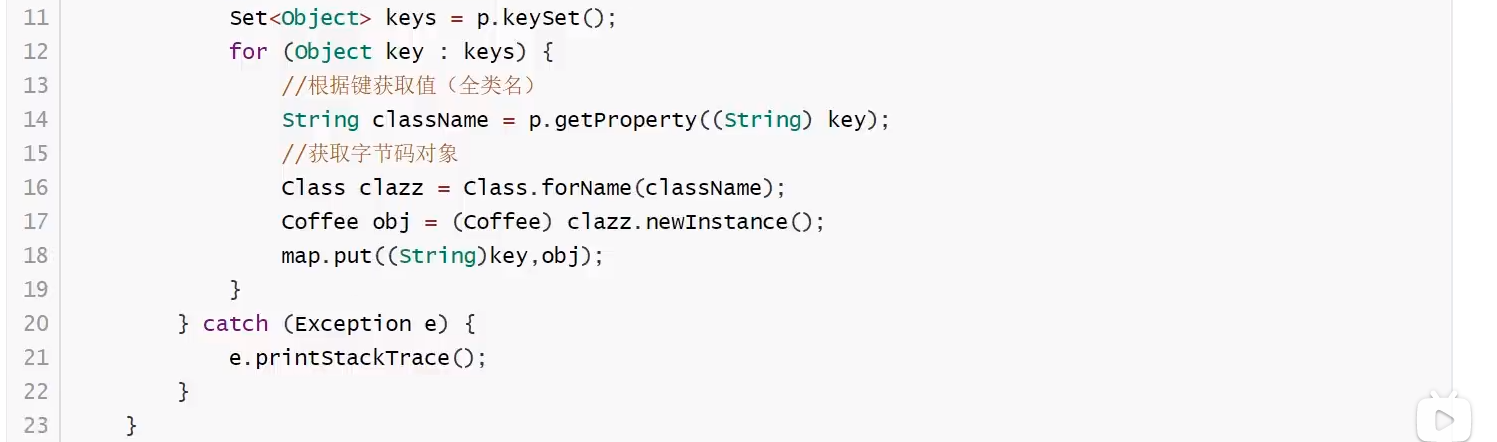 11 Set<Object> keys = p.keySet();
12 for (Object key : keys) {
13 //根据键获取值（全类名）
14 String className = p.getProperty((String) key);
15 //获取字节码对象
16 Class clazz = Class.forName(className);
17 Coffee obj = (Coffee) clazz.newInstance();
18 map.put((String)key,obj);
19 }
20 } catch (Exception e) {
21 e.printStackTrace();
22 }
23 }